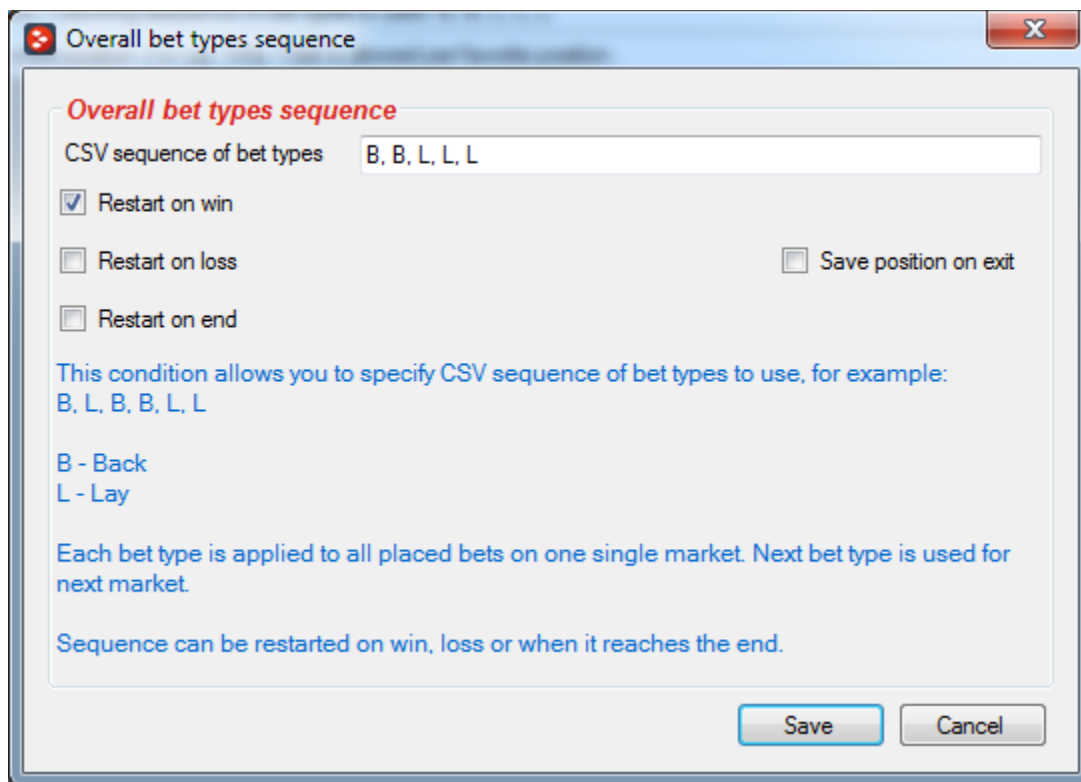 Overall bet types sequence
Overall bet types sequence
CSV sequence of bet types B, B, L, L, L
Restart on win
Restart on loss Save position on exit
Restart on end
This condition allows you to specify CSV sequence of bet types to use, for example:
B, L, B, B, L, L
B - Back
L - Lay
Each bet type is applied to all placed bets on one single market. Next bet type is used for
next market.
Sequence can be restarted on win, loss or when it reaches the end.
Save Cancel